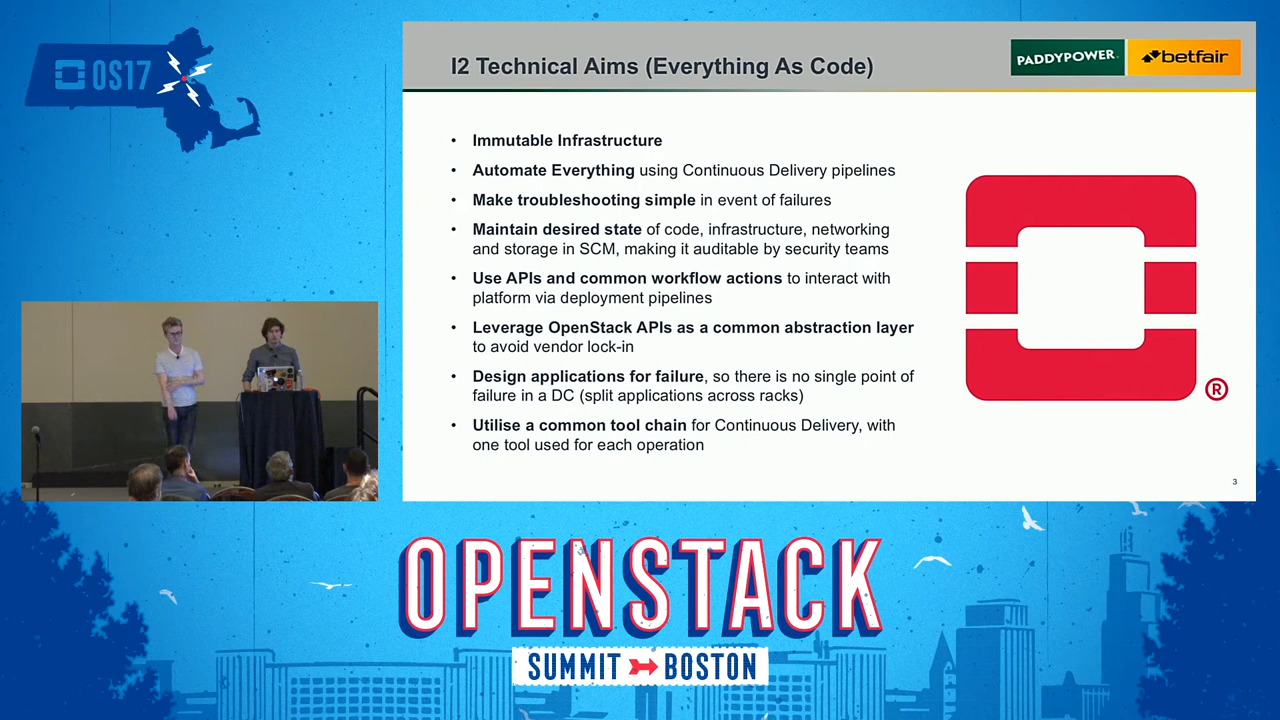 OS17
I2 Technical Aims (Everything As Code)
PADDYPOWER.
betfair
• Immutable Infrastructure
• Automate Everything using Continuous Delivery pipelines
• Make troubleshooting simple in event of failures
• Maintain desired state of code, infrastructure, networking
and storage in SCM, making it auditable by security teams
• Use APIs and common workflow actions to interact with
platform via deployment pipelines
• Leverage OpenStack APIs as a common abstraction layer
to avoid vendor lock-in
• Design applications for failure, so there is no single point of
failure in a DC (split applications across racks)
• Utilise a common tool chain for Continuous Delivery, with
one tool used for each operation
®
3
OPENSTACK
SUMMIT BOSTON